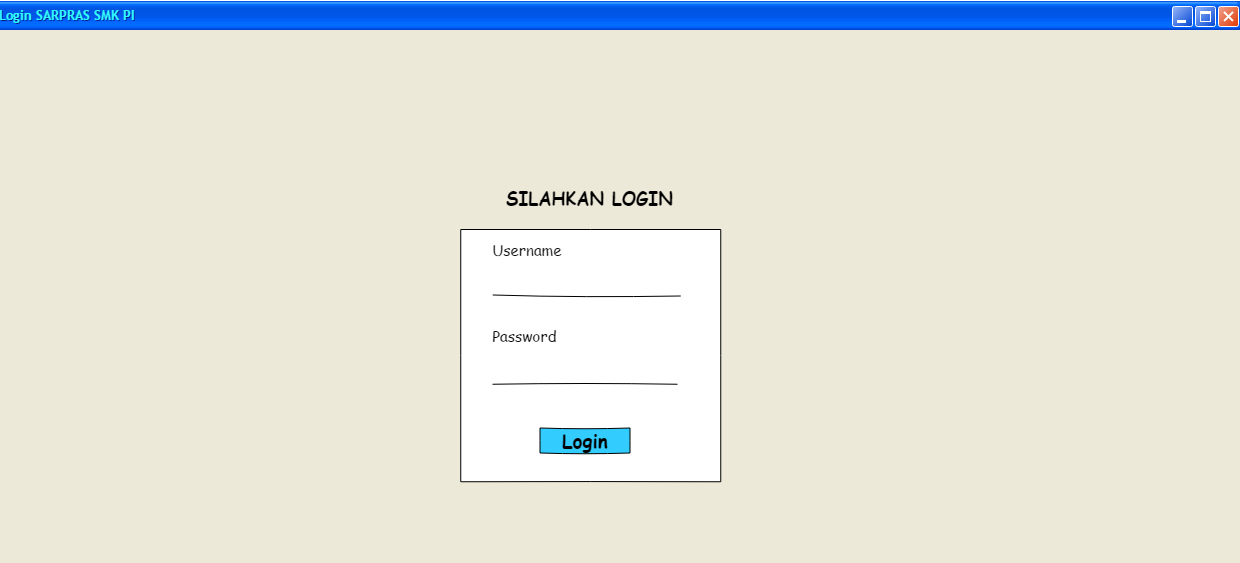 Login SARPRAS SMK PI
SILAHKAN LOGIN
Username
Password
Login